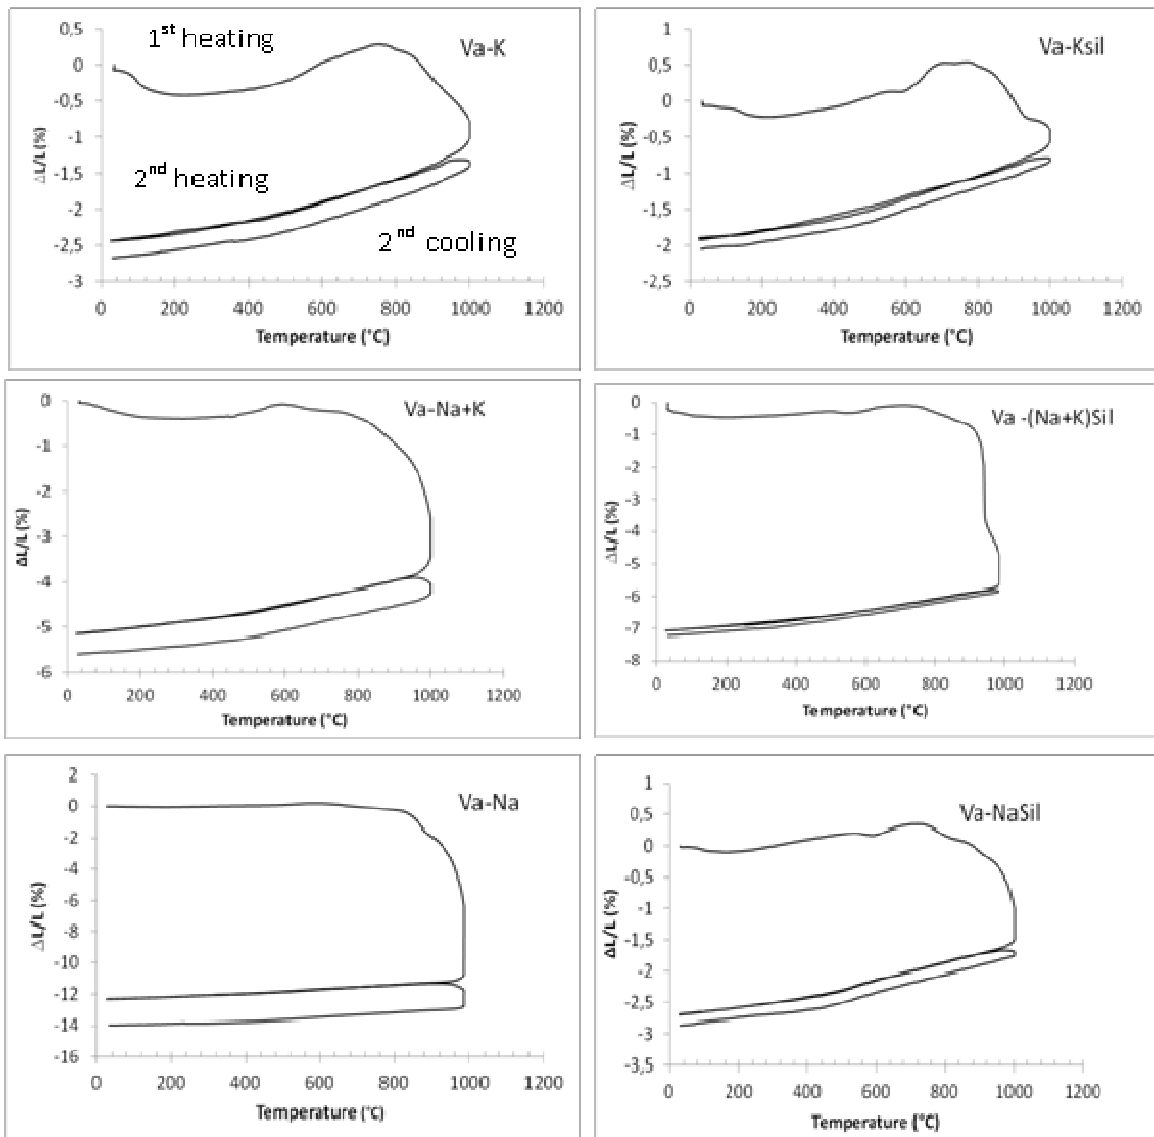 0,5
0
-0,5
-1
-1,5
-2
-2,5
-3
ΔL/L (%)
1st heating
Va-K
2nd heating
2nd cooling
0 200 400 600 800 1000 1200
Temperature (°C)
1
0,5
0
-0,5
-1
-1,5
-2
-2,5
ΔL/L (%)
Va-Ksil
0 200 400 600 800 1000 1200
Temperature (°C)
0
-1
-2
-3
-4
-5
-6
ΔL/L (%)
Va-Na+K
0 200 400 600 800 1000 1200
Temperature (°C)
0
-1
-2
-3
-4
-5
-6
-7
-8
ΔL/L (%)
Va -(Na+K)Sil
0 200 400 600 800 1000 1200
Temperature (°C)
2
0
-2
-4
-6
-8
-10
-12
-14
-16
ΔL/L (%)
Va-Na
0 200 400 600 800 1000 1200
Temperature (°C)
1
0,5
0
-0,5
-1
-1,5
-2
-2,5
-3
-3,5
ΔL/L (%)
Va-NaSil
0 200 400 600 800 1000 1200
Temperature (°C)